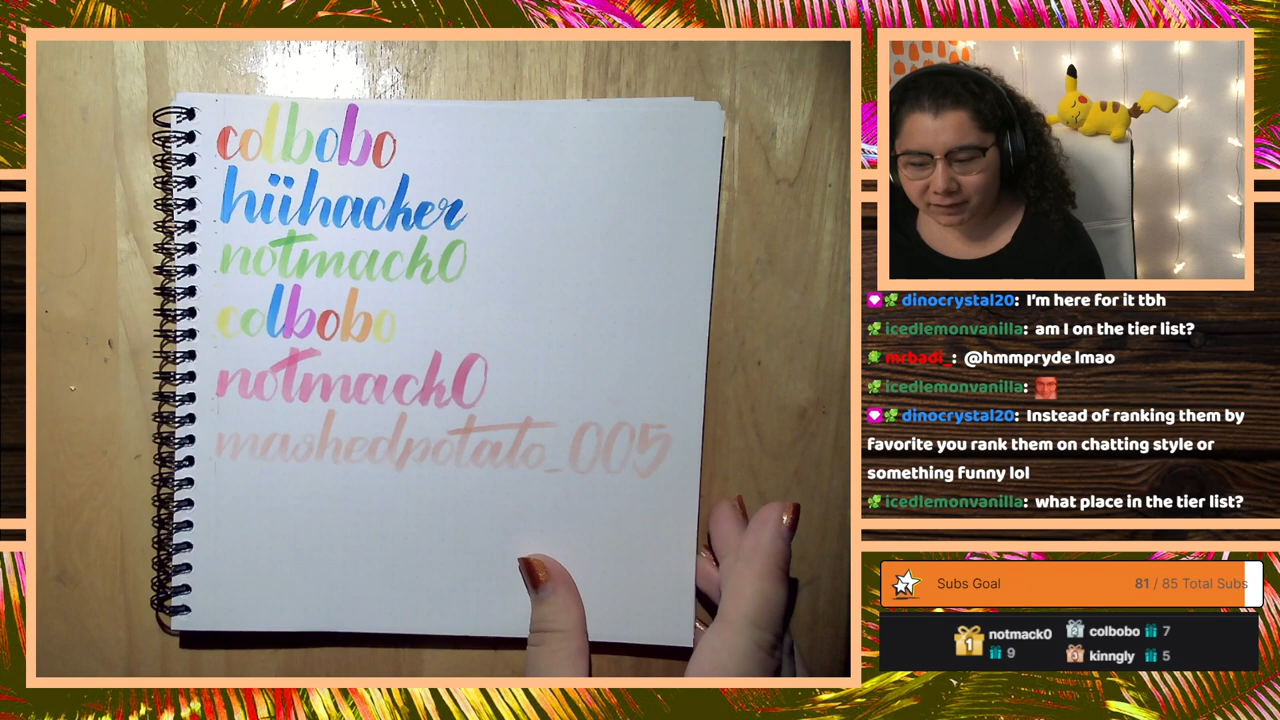 colbobo
hiihacker
notmack0
colbobo
notmack0
mashedpotato_005
dinocrystal20: I'm here for it tbh
icedlemonvanilla: am I on the tier list?
mrbadi_: @hmmpryde lmao
icedlemonvanilla:
dinocrystal20: Instead of ranking them by
favorite you rank them on chatting style or
something funny lol
icedlemonvanilla: what place in the tier list?
Subs Goal 81 / 85 Total Subs
1 notmack0 9
2 colbobo 7
3 kinngly 5